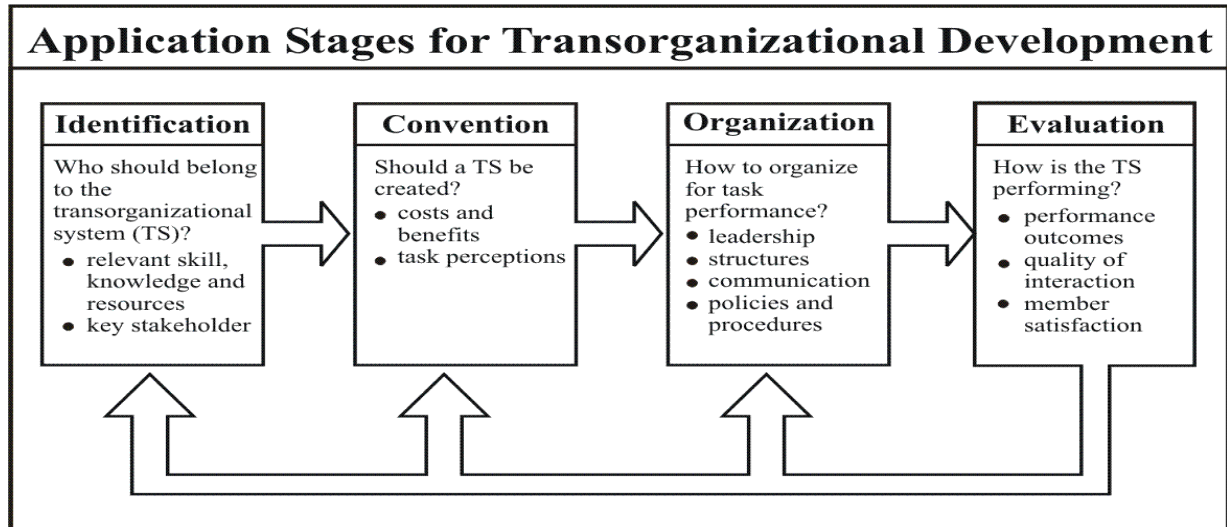 Application Stages for Transorganizational Development
Identification
Who should belong
to the
transorganizational
system (TS)?
• relevant skill,
knowledge and
resources
• key stakeholder
Convention
Should a TS be
created?
• costs and
benefits
• task perceptions
Organization
How to organize
for task
performance?
• leadership
• structures
• communication
• policies and
procedures
Evaluation
How is the TS
performing?
• performance
outcomes
• quality of
interaction
• member
satisfaction